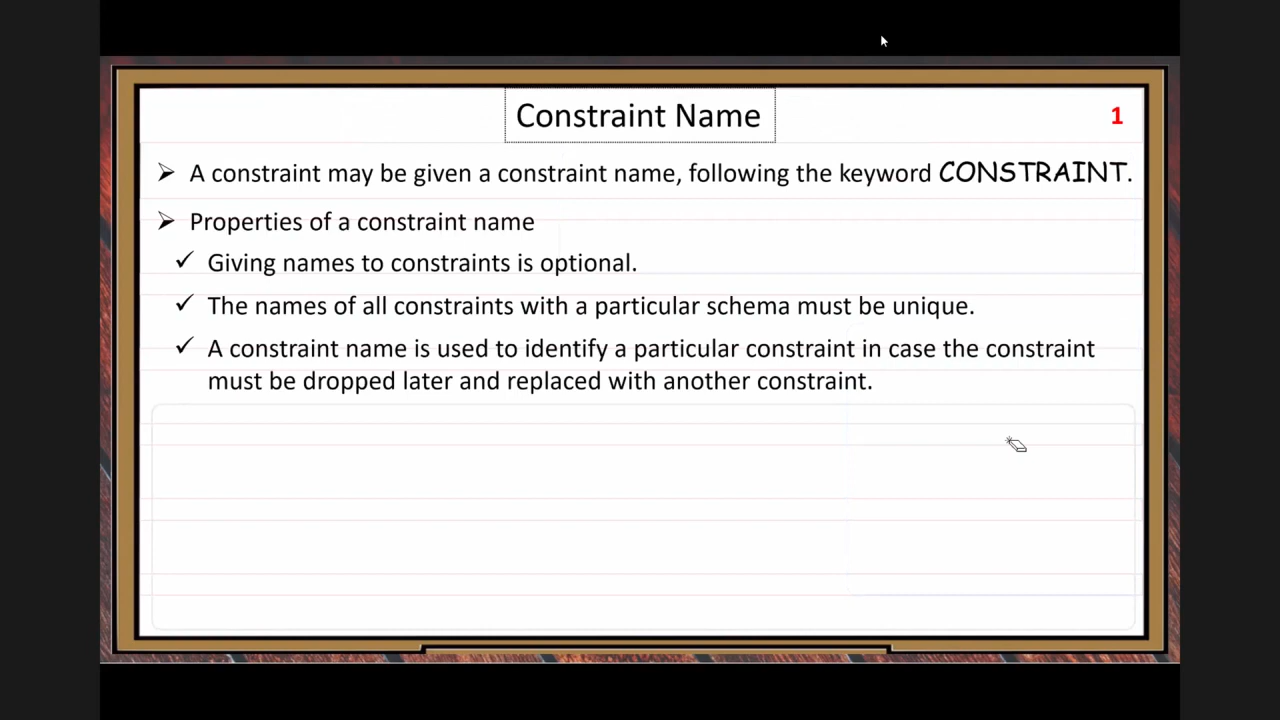 Constraint Name
1
➢ A constraint may be given a constraint name, following the keyword CONSTRAINT.
➢ Properties of a constraint name
✓ Giving names to constraints is optional.
✓ The names of all constraints with a particular schema must be unique.
✓ A constraint name is used to identify a particular constraint in case the constraint
must be dropped later and replaced with another constraint.